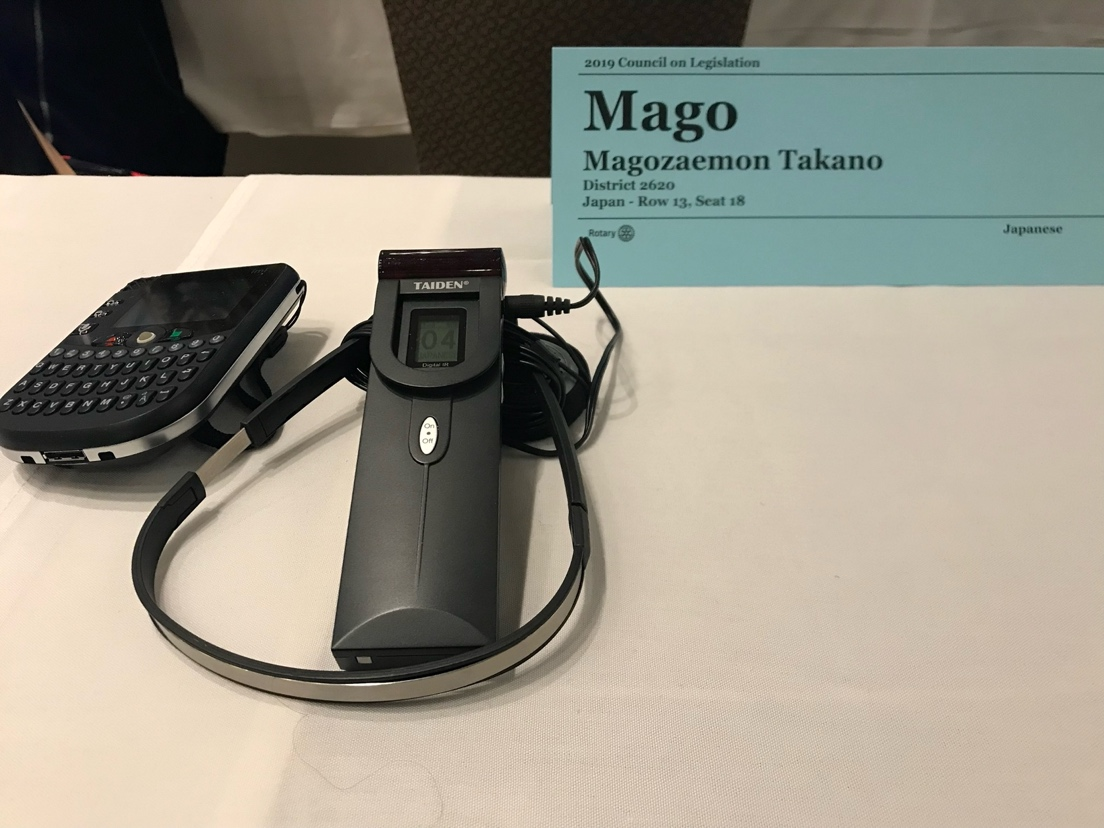 2019 Council on Legislation
Mago
Magozaemon Takano
District 2620
Japan - Row 13, Seat 18
Rotary
Japanese
TAIDEN®
04
Digital IR
On
Off
W E R T Y U I O P
A S D F G H J K L
Z X C V B N M